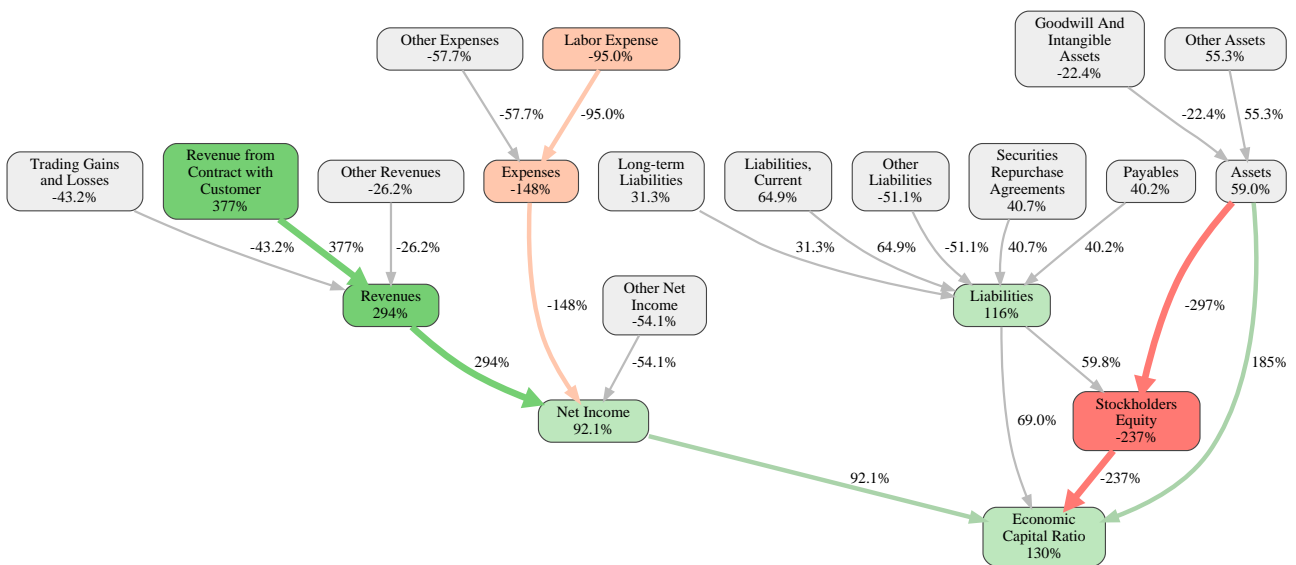 Other Expenses
-57.7%
Labor Expense
-95.0%
Goodwill And
Intangible
Assets
-22.4%
Other Assets
55.3%
-57.7%
-95.0%
-22.4%
55.3%
Trading Gains
and Losses
-43.2%
Revenue from
Contract with
Customer
377%
Other Revenues
-26.2%
Expenses
-148%
Long-term
Liabilities
31.3%
Liabilities,
Current
64.9%
Other
Liabilities
-51.1%
Securities
Repurchase
Agreements
40.7%
Payables
40.2%
Assets
59.0%
-43.2%
377%
-26.2%
31.3%
64.9%
-51.1%
40.7%
40.2%
Revenues
294%
-148%
Other Net
Income
-54.1%
Liabilities
116%
-297%
294%
-54.1%
59.8%
185%
Net Income
92.1%
69.0%
Stockholders
Equity
-237%
92.1%
-237%
Economic
Capital Ratio
130%